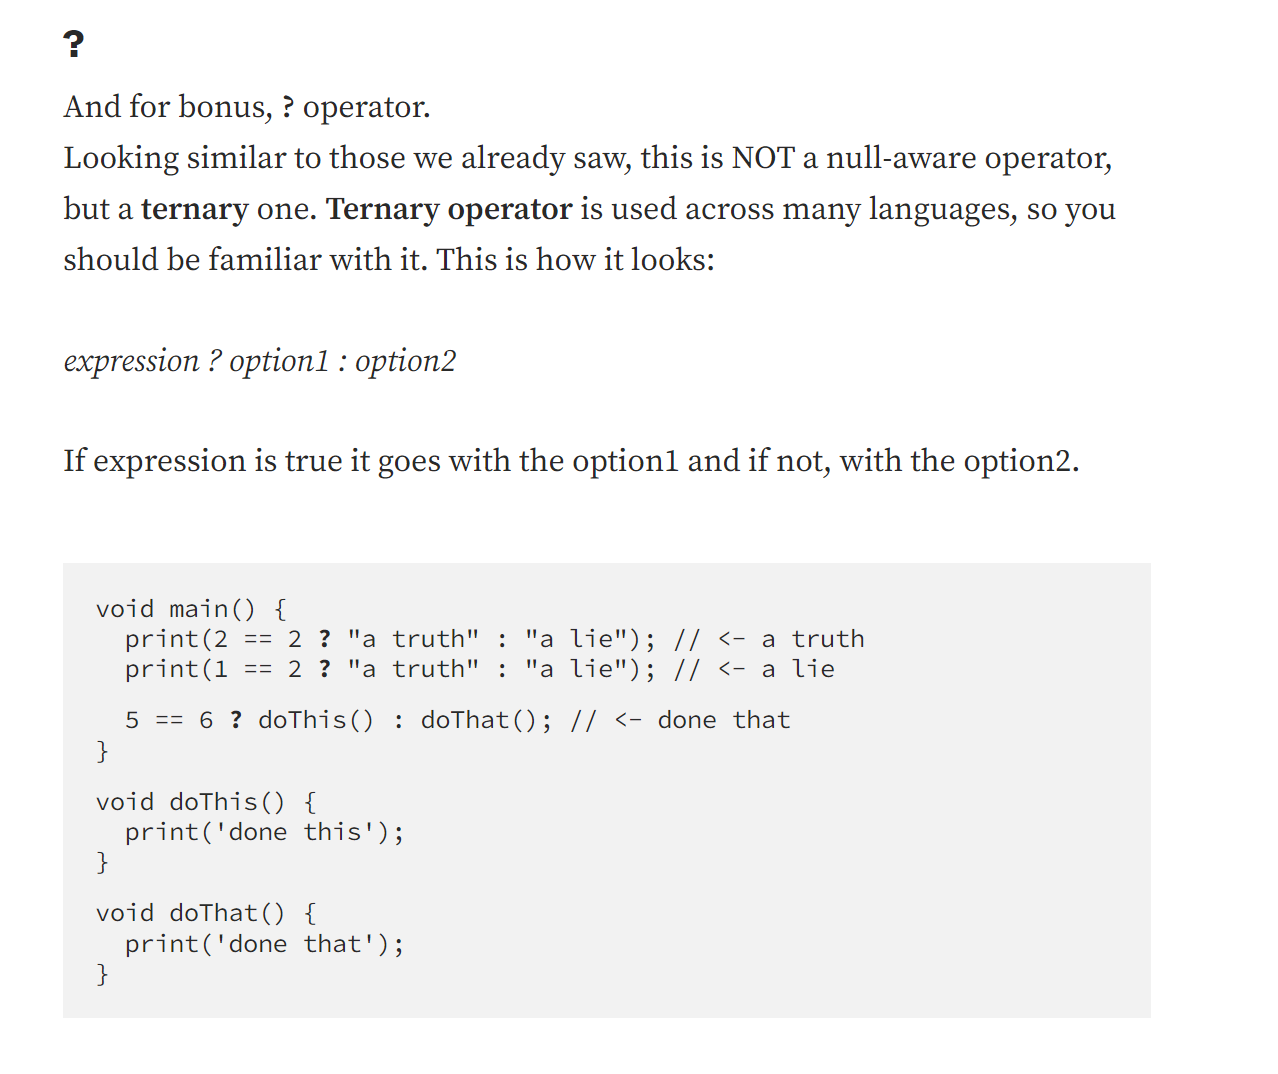 ?
And for bonus, ? operator.
Looking similar to those we already saw, this is NOT a null-aware operator,
but a ternary one. Ternary operator is used across many languages, so you
should be familiar with it. This is how it looks:
expression ? option1 : option2
If expression is true it goes with the option1 and if not, with the option2.
void main() {
  print(2 == 2 ? "a truth" : "a lie"); // <- a truth
  print(1 == 2 ? "a truth" : "a lie"); // <- a lie
  5 == 6 ? doThis() : doThat(); // <- done that
}
void doThis() {
  print('done this');
}
void doThat() {
  print('done that');
}